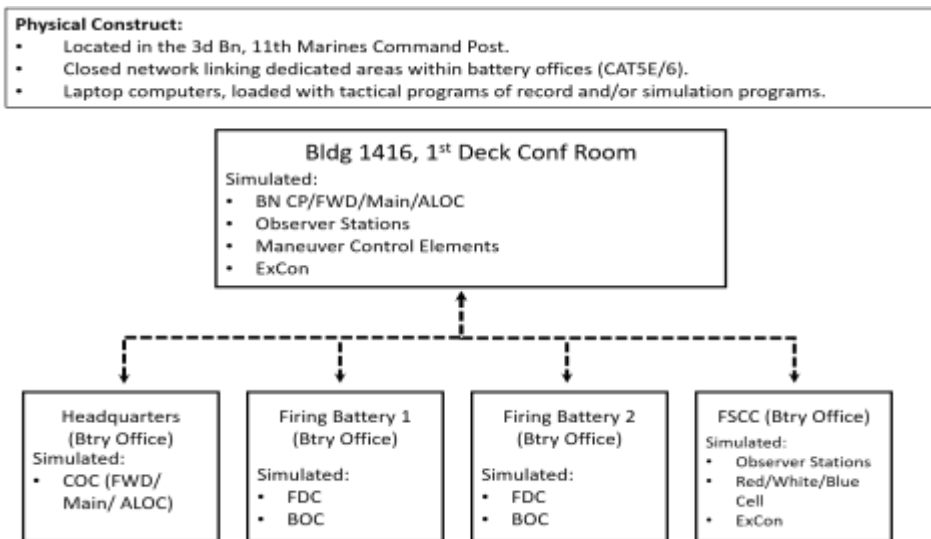 Physical Construct:
• Located in the 3d Bn, 11th Marines Command Post.
• Closed network linking dedicated areas within battery offices (CAT5E/6).
• Laptop computers, loaded with tactical programs of record and/or simulation programs.
Bldg 1416, 1st Deck Conf Room
Simulated:
• BN CP/FWD/Main/ALOC
• Observer Stations
• Maneuver Control Elements
• ExCon
Headquarters
(Btry Office)
Simulated:
• COC (FWD/
Main/ ALOC)
Firing Battery 1
(Btry Office)
Simulated:
• FDC
• BOC
Firing Battery 2
(Btry Office)
Simulated:
• FDC
• BOC
FSCC (Btry Office)
Simulated:
• Observer Stations
• Red/White/Blue
Cell
• ExCon